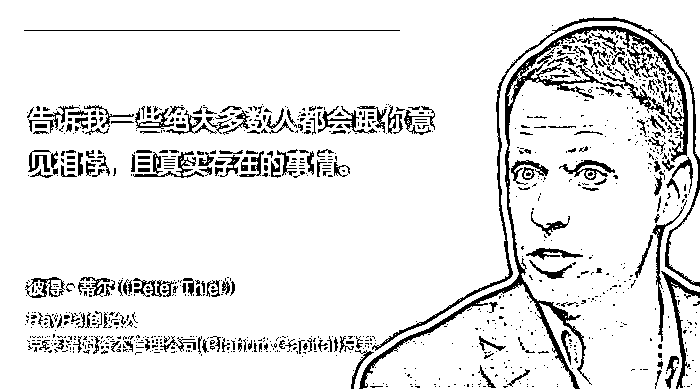 告诉我一些绝大多数人都会跟你意
见相悖，且真实存在的事情。
彼得·蒂尔（Peter Thiel）
PayPal创始人
克莱瑞姆资本管理公司(Clarium Capital)总裁